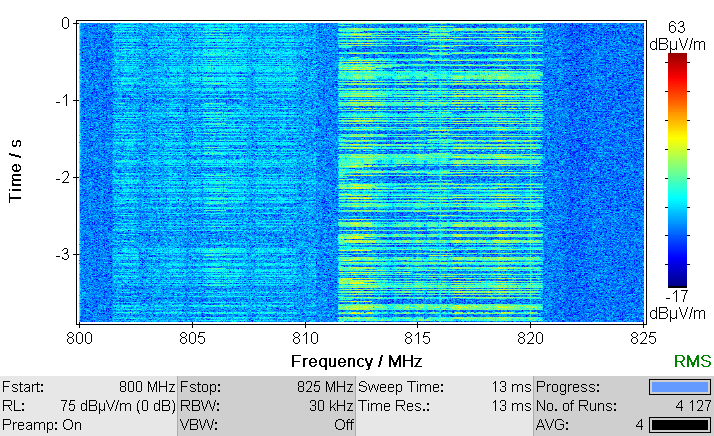 63
dBµV/m
0
-1
-2
-3
Time / s
-17
dBµV/m
800
805
810
815
820
825
Frequency / MHz
RMS
Fstart: 800 MHz Fstop: 825 MHz Sweep Time: 13 ms Progress:
RL: 75 dBµV/m (0 dB) RBW: 30 kHz Time Res.: 13 ms No. of Runs: 4 127
Preamp: On VBW: Off AVG: 4